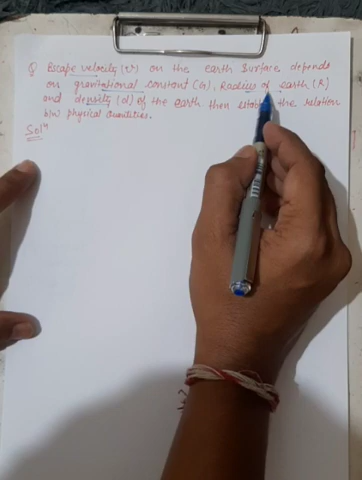 Q Escape velocity (v) on the earth surface depends
on gravitational constant (G), Radius of earth (R)
and density (d) of the earth then the relation
b/w physical quantities.
Solⁿ